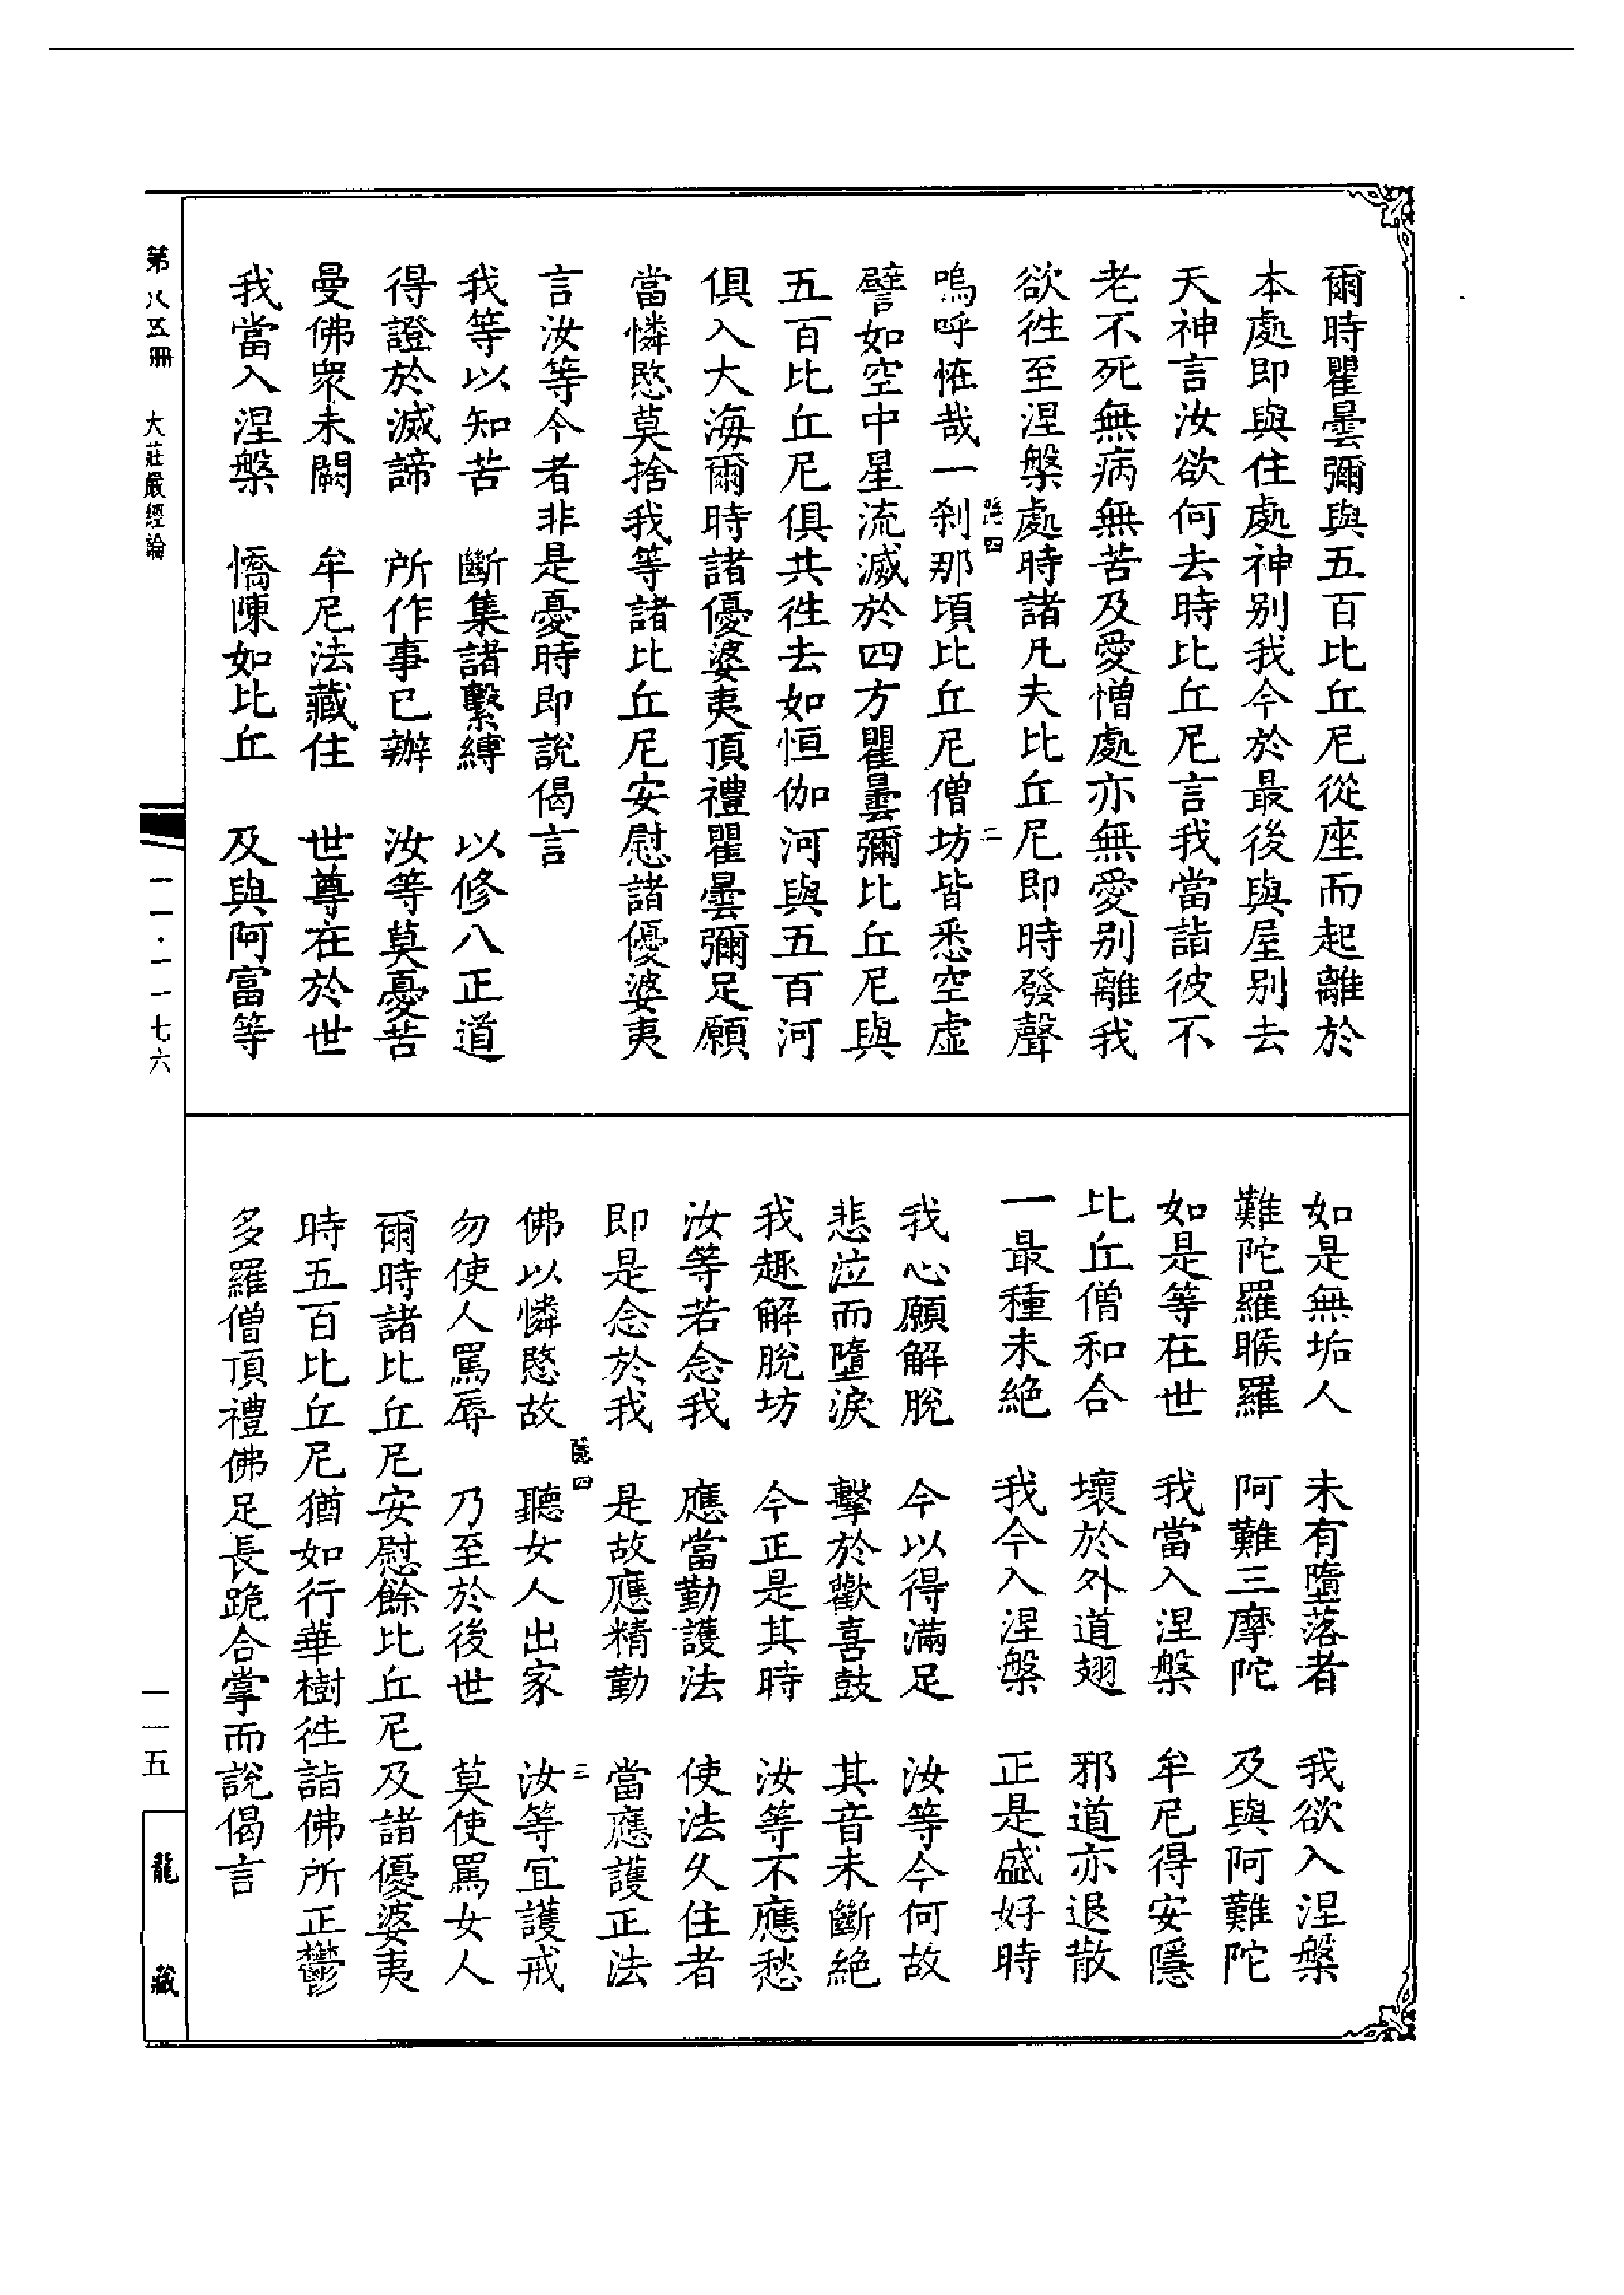 爾時瞿曇彌與五百比丘尼從座而起離於
本處即與住處神別我今於最後與屋別去
天神言汝欲何去時比丘尼言我當詣彼不
老不死無病無苦及愛憎處亦無愛別離我
欲徃至涅槃處時諸凡夫比丘尼即時發聲
隱四
二
嗚呼恠哉一剎那頃比丘尼僧坊皆悉空虛
譬如空中星流滅於四方瞿曇彌比丘尼與
五百比丘尼俱共徃去如恒伽河與五百河
俱入大海爾時諸優婆夷頂禮瞿曇彌足願
當憐愍莫捨我等諸比丘尼安慰諸優婆夷
言汝等今者非是憂時即說偈言
我等以知苦 斷集諸繫縛 以修八正道
得證於滅諦 所作事已辦 汝等莫憂苦
曼佛眾未闕 牟尼法藏住 世尊在於世
我當入涅槃 憍陳如比丘 及與阿富等
如是無垢人 未有墮落者 我欲入涅槃
難陀羅睺羅 阿難三摩陀 及與阿難陀
如是等在世 我當入涅槃 牟尼得安隱
比丘僧和合 壞於外道翅 邪道亦退散
一最種未絕 我今入涅槃 正是盛好時
我心願解脫 今以得滿足 汝等今何故
悲泣而墮淚 擊於歡喜鼓 其音未斷絕
我趣解脫坊 今正是其時 汝等不應愁
汝等若念我 應當勤護法 使法久住者
即是念於我 是故應精勤 當應護正法
隱四
三
佛以憐愍故 聽女人出家 汝等宜護戒
勿使人罵辱 乃至於後世 莫使罵女人
爾時諸比丘尼安慰餘比丘尼及諸優婆夷
時五百比丘尼猶如行華樹徃詣佛所正鬱
多羅僧頂禮佛足長跪合掌而說偈言
第八五冊 大莊嚴經論
一一·一一七六
一一五
龍藏